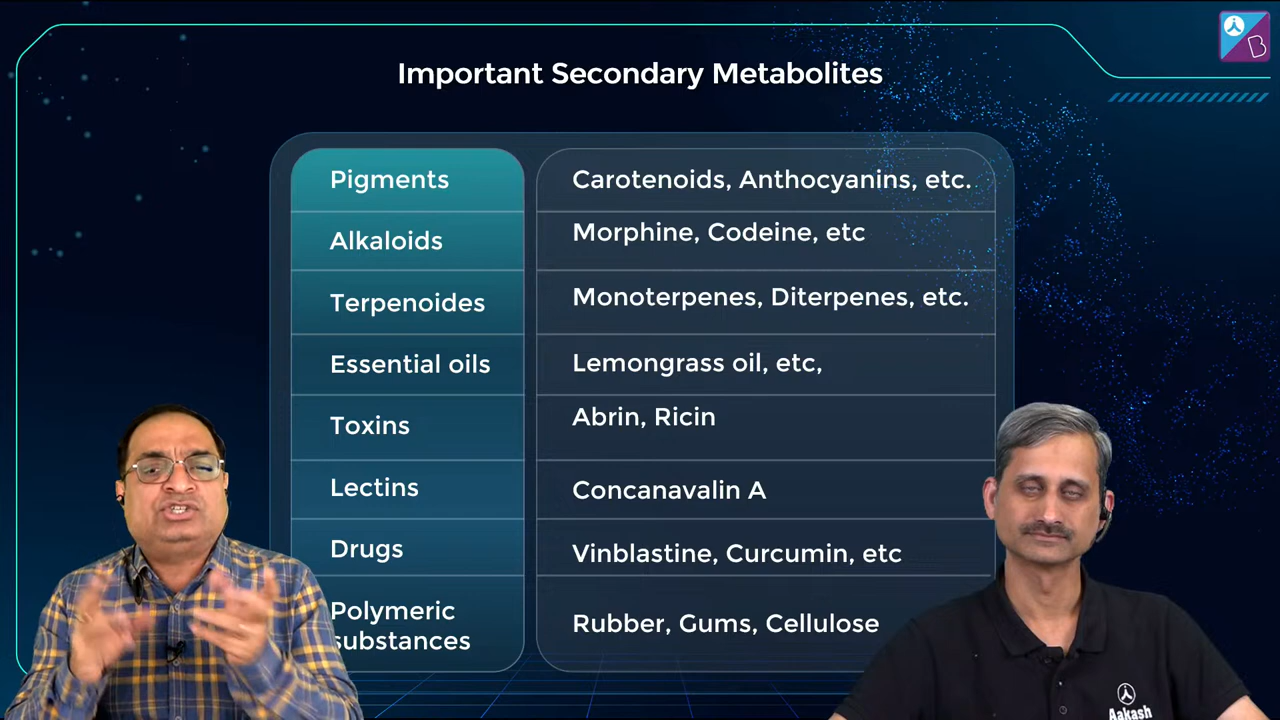 Important Secondary Metabolites
Pigments
Carotenoids, Anthocyanins, etc.
Alkaloids
Morphine, Codeine, etc
Terpenoides
Monoterpenes, Diterpenes, etc.
Essential oils
Lemongrass oil, etc,
Toxins
Abrin, Ricin
Lectins
Concanavalin A
Drugs
Vinblastine, Curcumin, etc
Polymeric
substances
Rubber, Gums, Cellulose
Aakash
B